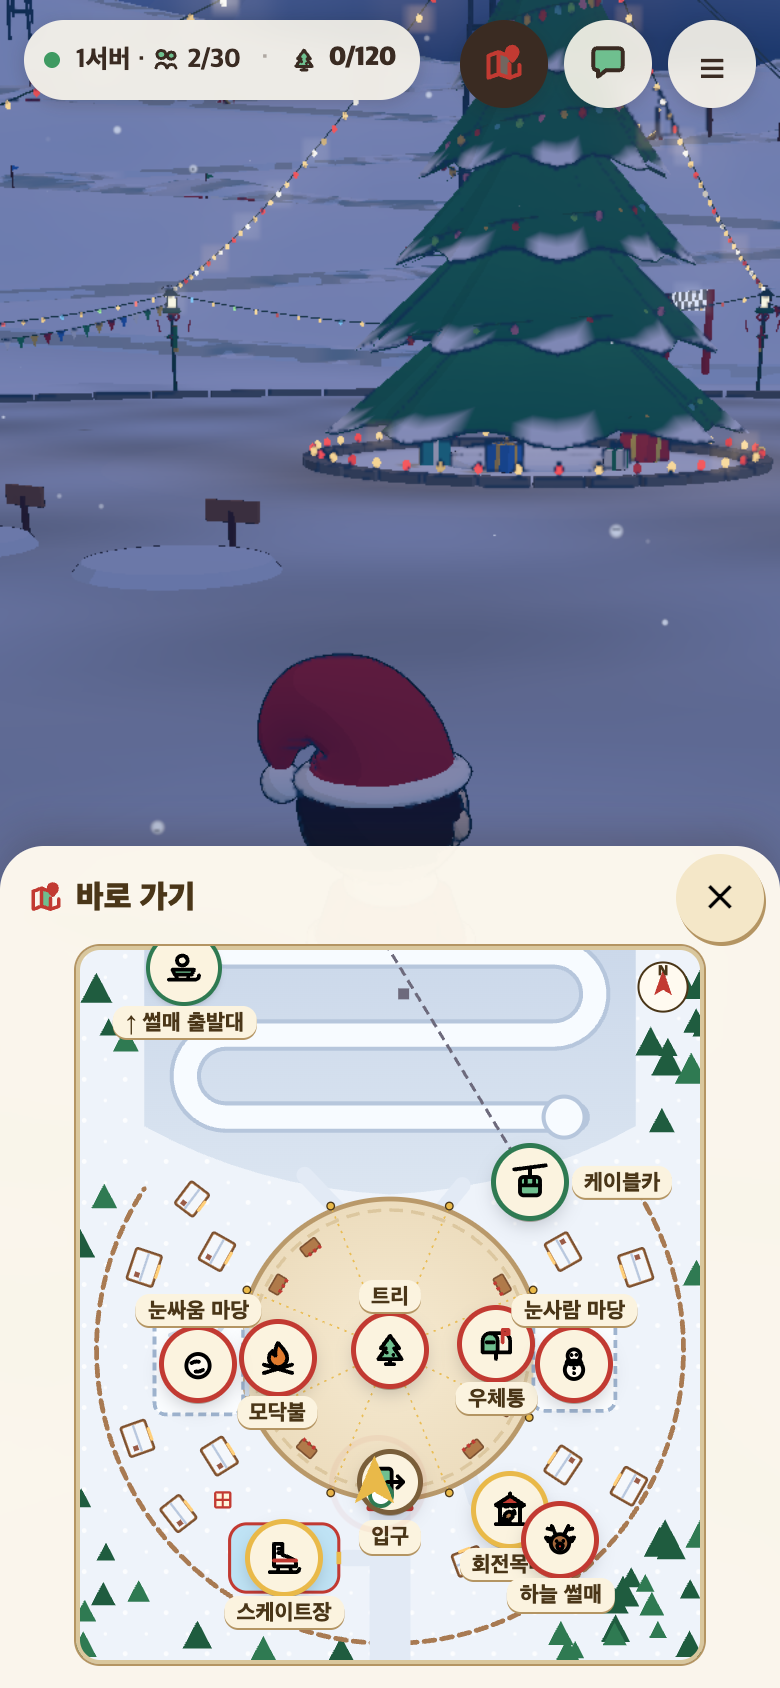 1서버 · 2/30 · 0/120
바로 가기
N
↑ 썰매 출발대
케이블카
눈싸움 마당
트리
눈사람 마당
모닥불
우체통
입구
회전목
하늘 썰매
스케이트장